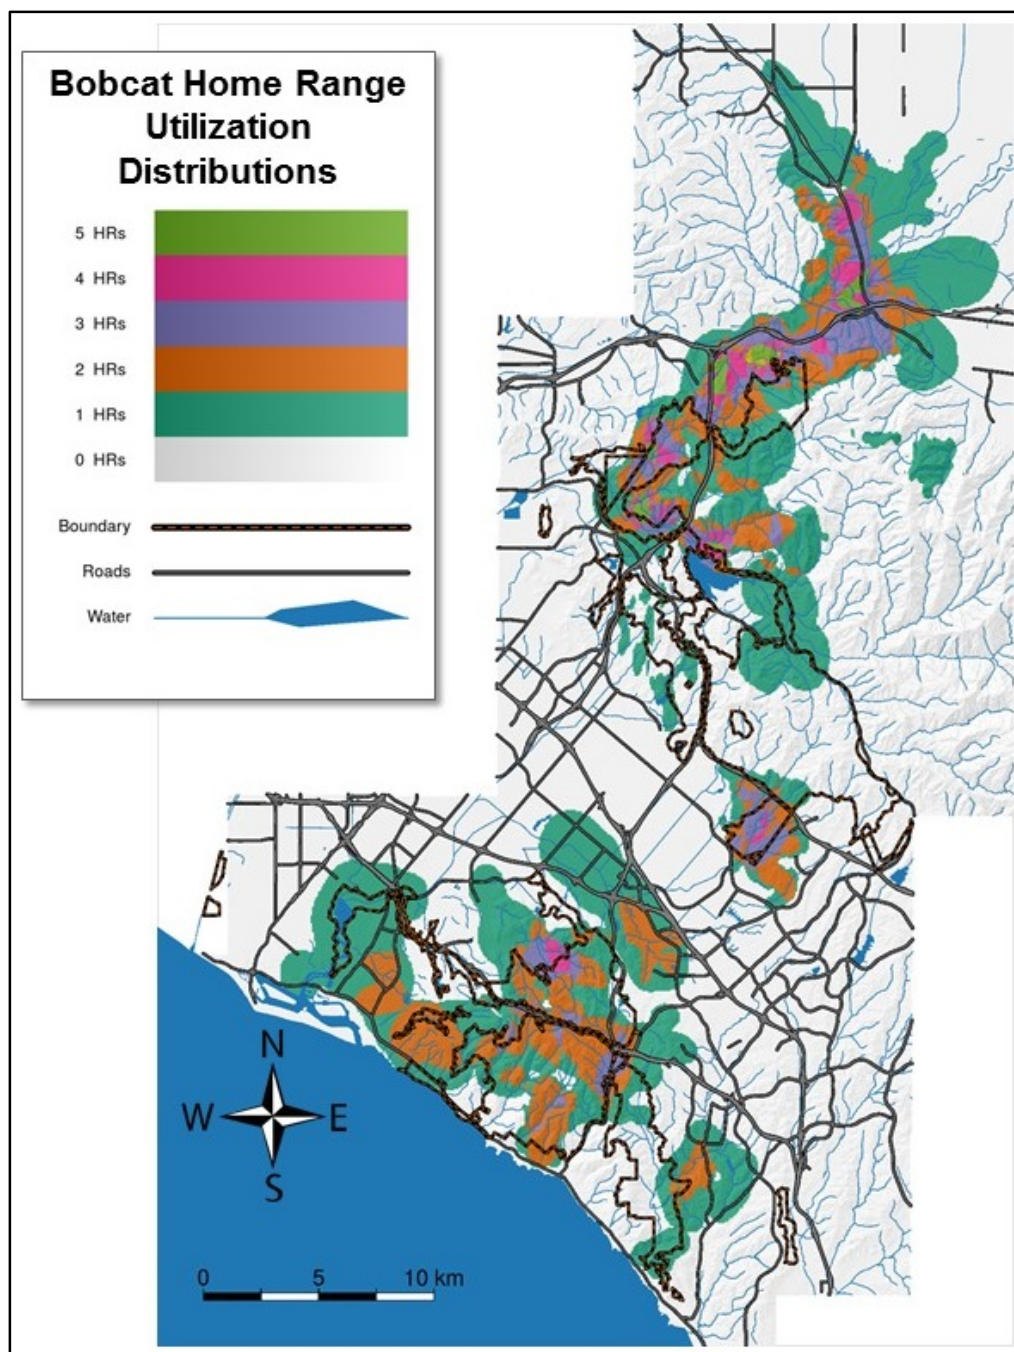 Bobcat Home Range
Utilization
Distributions
5 HRs
4 HRs
3 HRs
2 HRs
1 HRs
0 HRs
Boundary
Roads
Water
N
W E
S
0 5 10 km